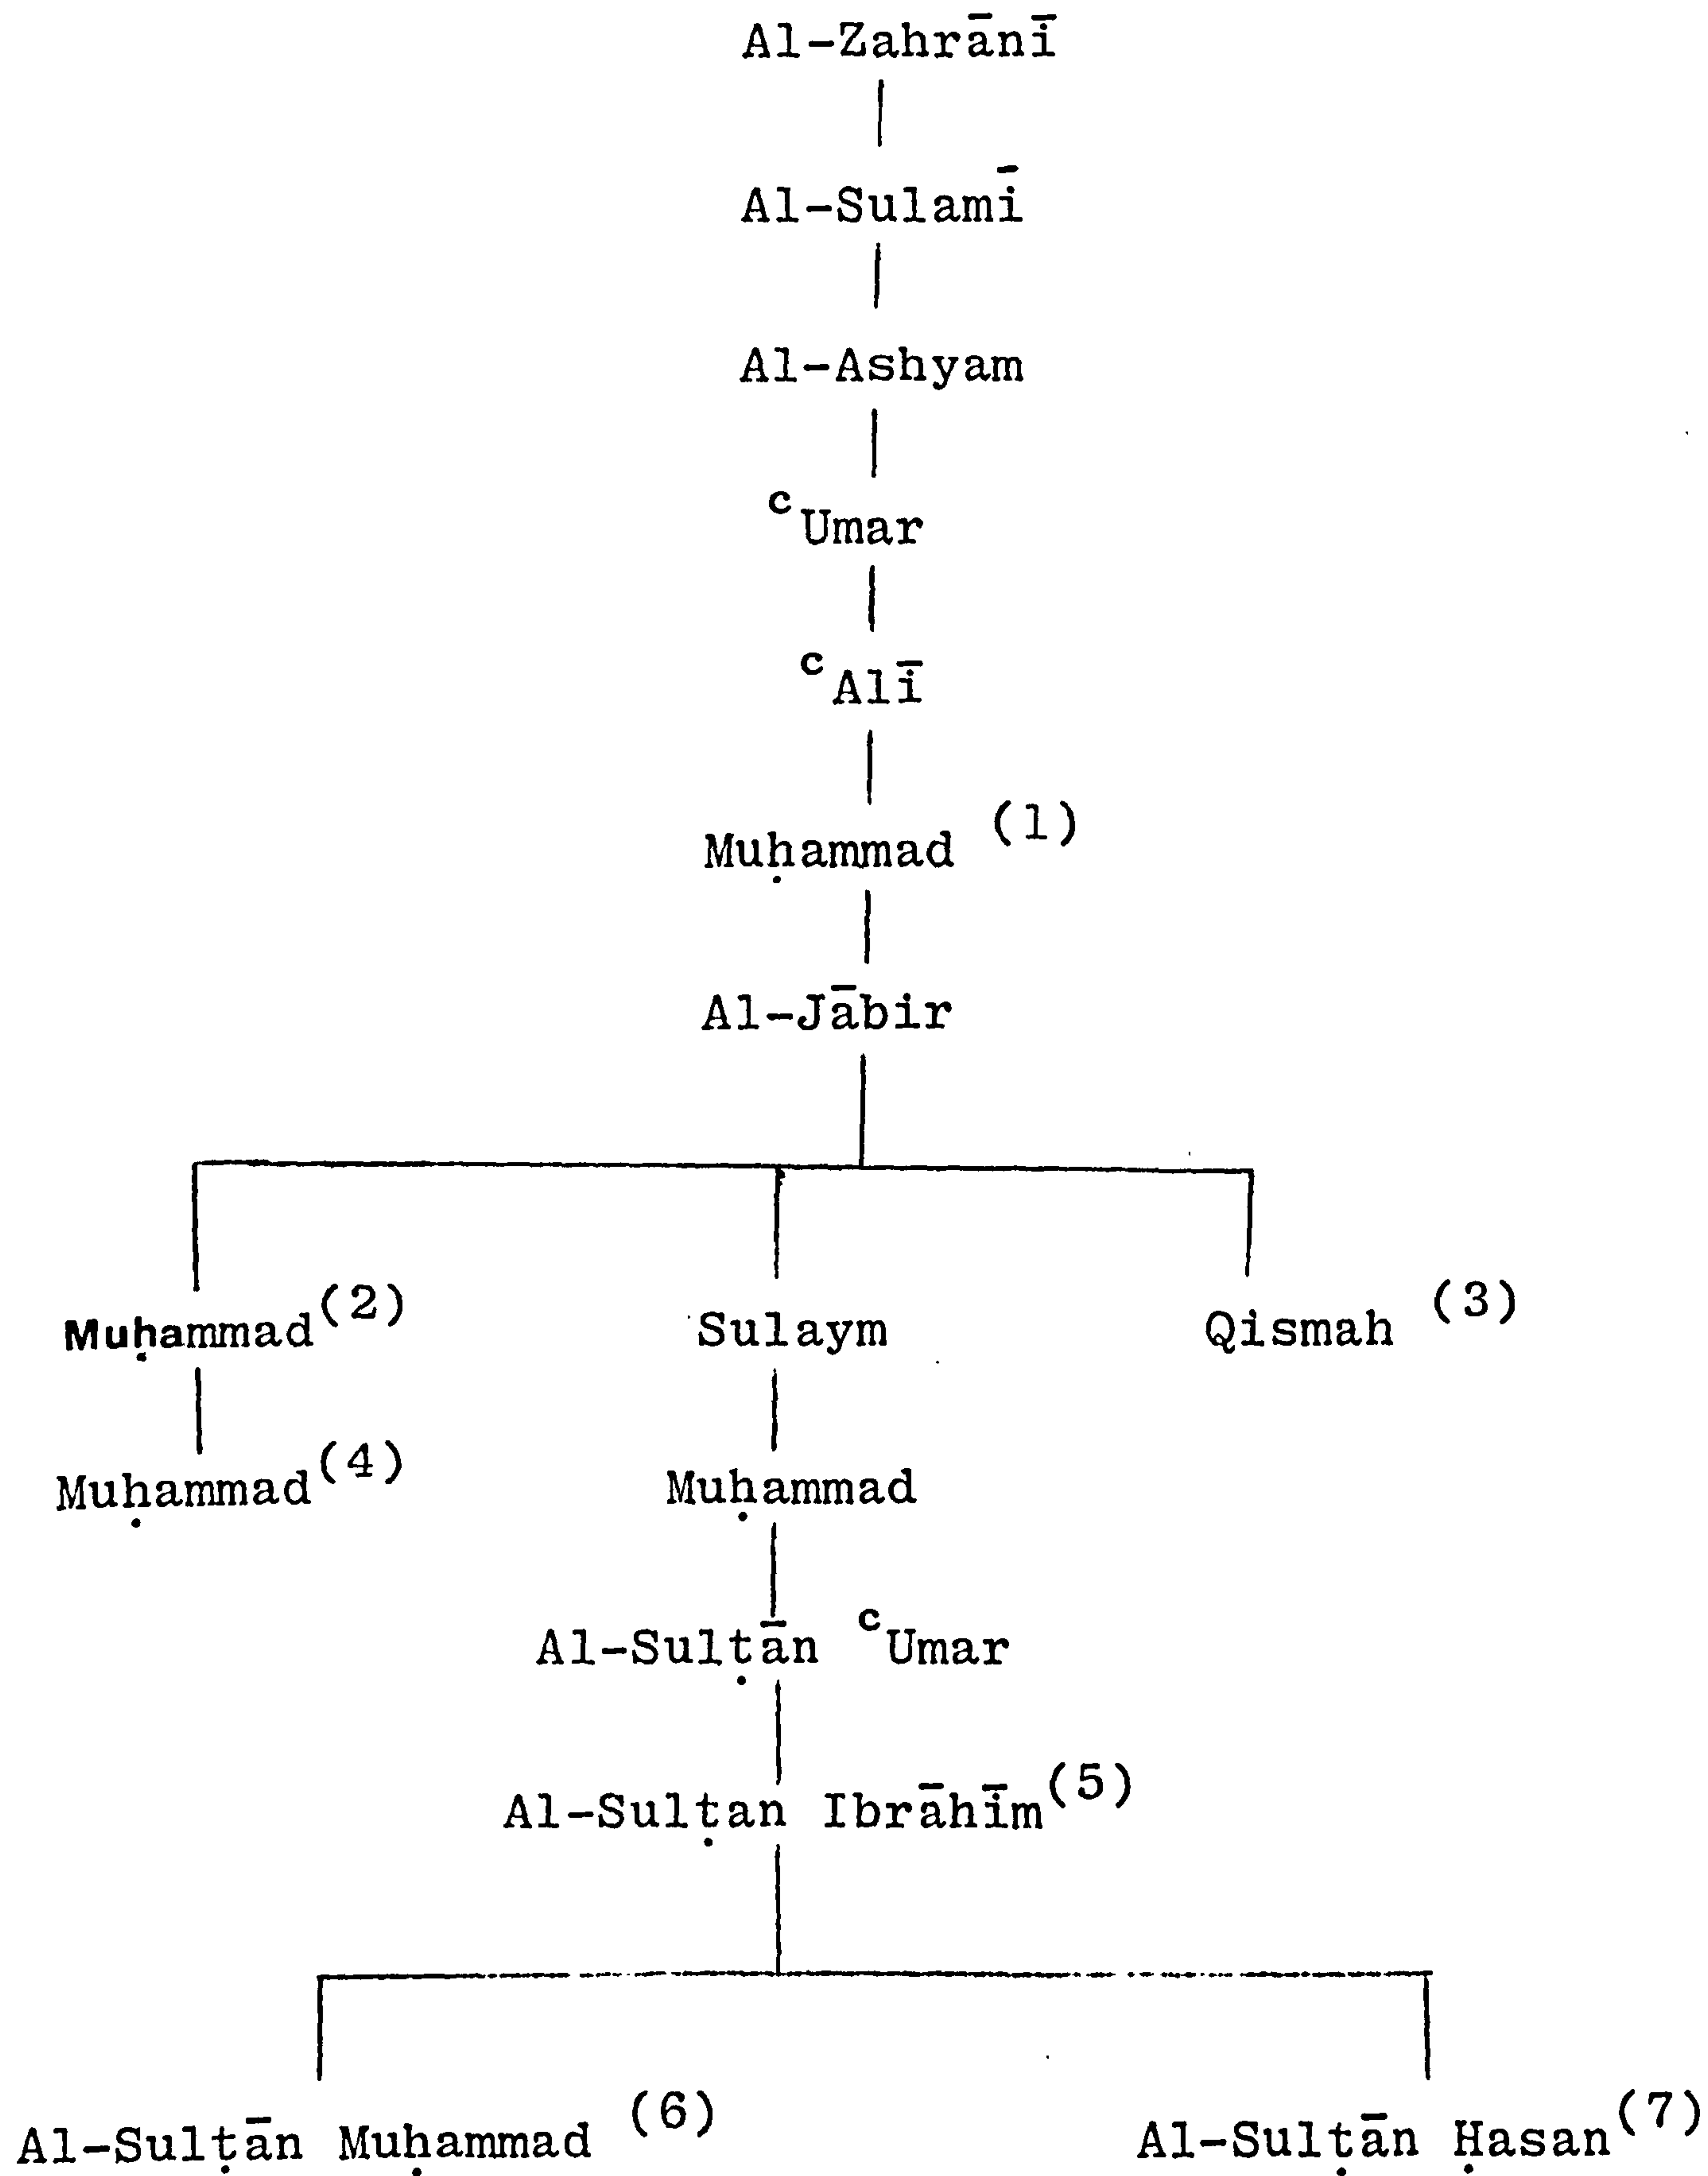 Al-Zahrānī
Al-Sulamī
Al-Ashyam
ᶜUmar
ᶜAlī
Muḥammad (1)
Al-Jābir
Muḥammad(2) Sulaym Qismah (3)
Muḥammad(4) Muḥammad
Al-Sulṭān ᶜUmar
Al-Sulṭan Ibrāhīm(5)
Al-Sulṭān Muḥammad (6) Al-Sulṭān Ḥasan(7)